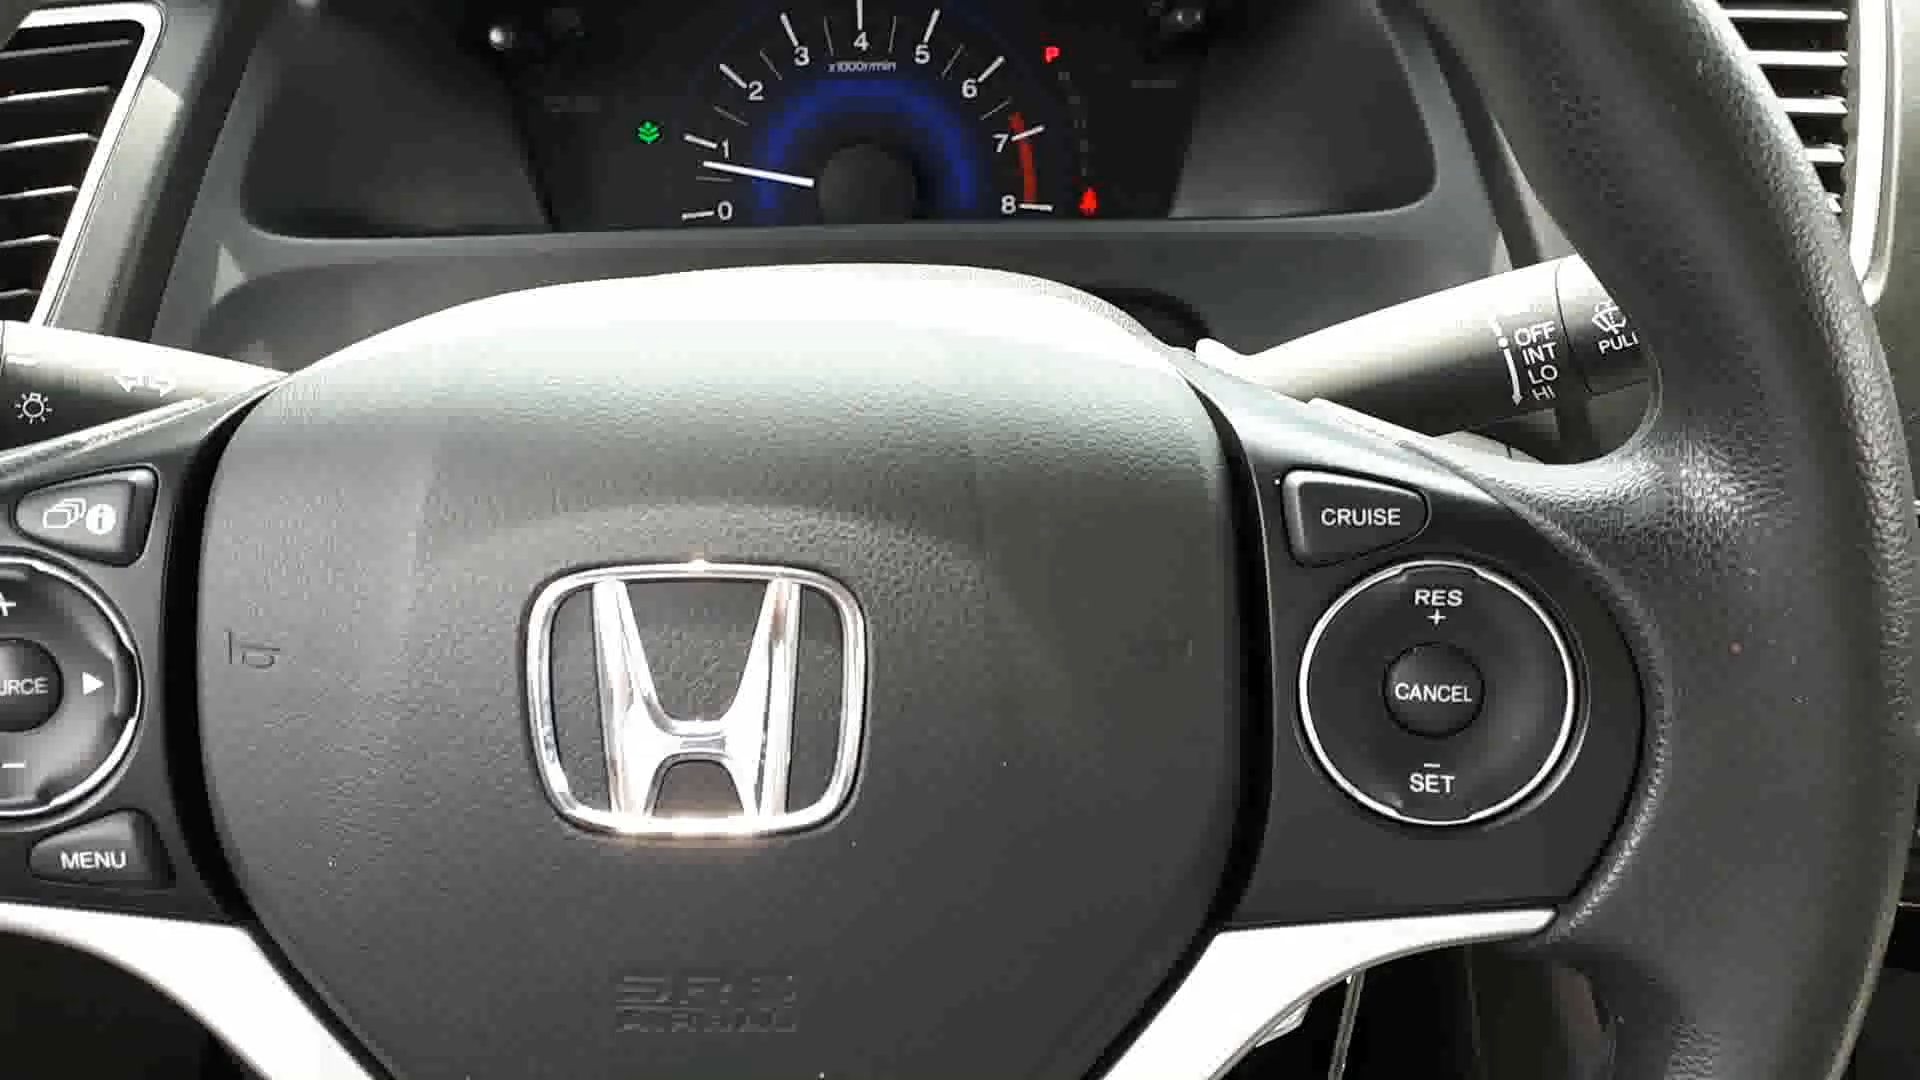 4
3
5
x1000r/min
2
6
P
1
7
0
8
OFF
INT
LO
HI
PULL
CRUISE
RES
+
CANCEL
−
SET
+
URCE
−
MENU